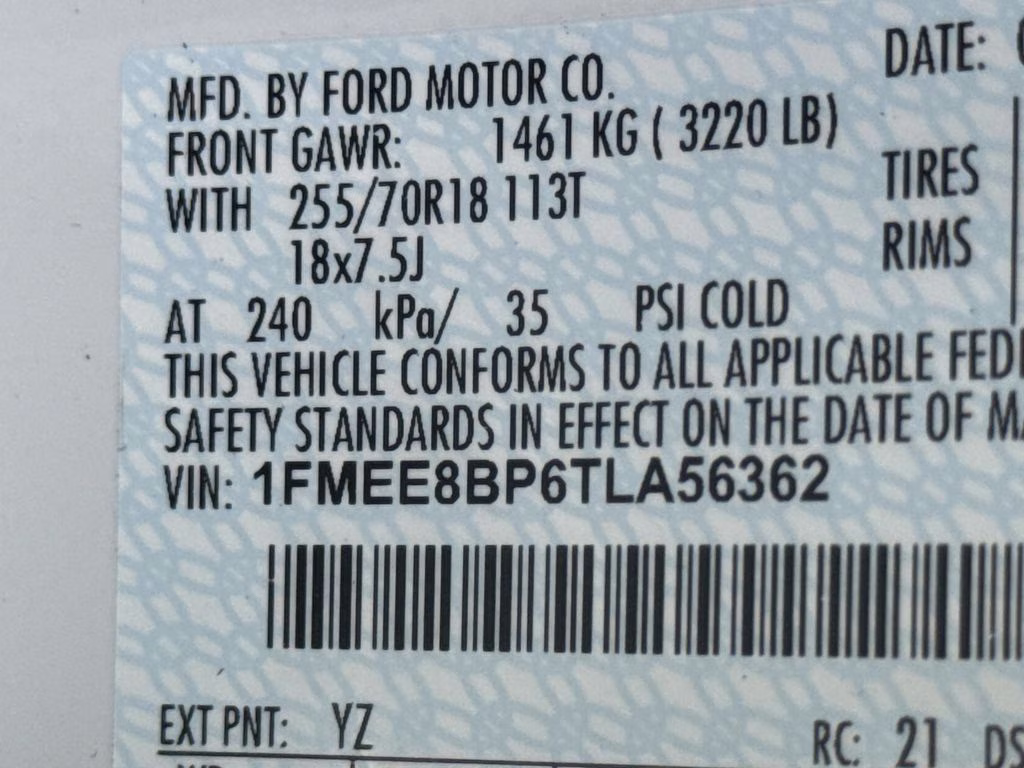 MFD. BY FORD MOTOR CO.
DATE:
FRONT GAWR: 1461 KG ( 3220 LB)
WITH 255/70R18 113T TIRES
18x7.5J RIMS
AT 240 kPa/ 35 PSI COLD
THIS VEHICLE CONFORMS TO ALL APPLICABLE
SAFETY STANDARDS IN EFFECT ON THE DATE OF
VIN: 1FMEE8BP6TLA56362
EXT PNT: YZ
RC: 21 DS